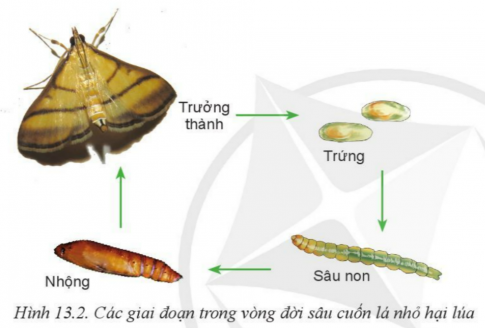 Trưởng
thành
Trứng
Nhộng
Sâu non
Hình 13.2. Các giai đoạn trong vòng đời sâu cuốn lá nhỏ hại lúa